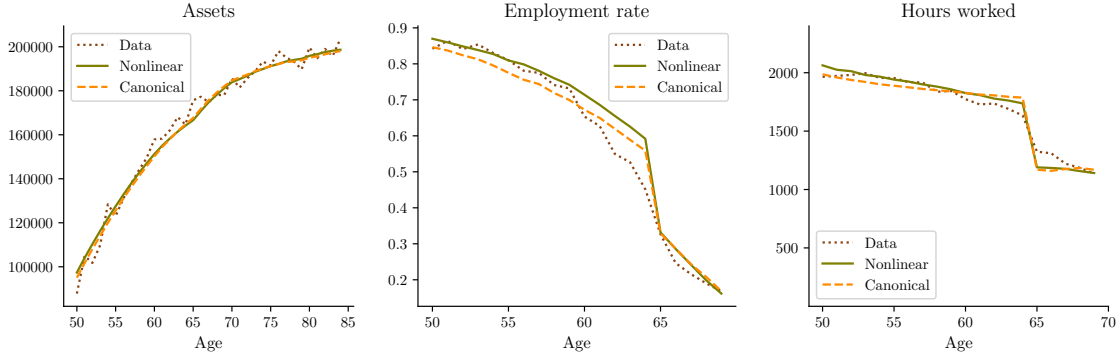 Assets
200000
180000
160000
140000
120000
100000
Data
Nonlinear
Canonical
50 55 60 65 70 75 80 85
Age
Employment rate
0.9
0.8
0.7
0.6
0.5
0.4
0.3
0.2
Data
Nonlinear
Canonical
50 55 60 65
Age
Hours worked
2000
1500
1000
500
Data
Nonlinear
Canonical
50 55 60 65 70
Age